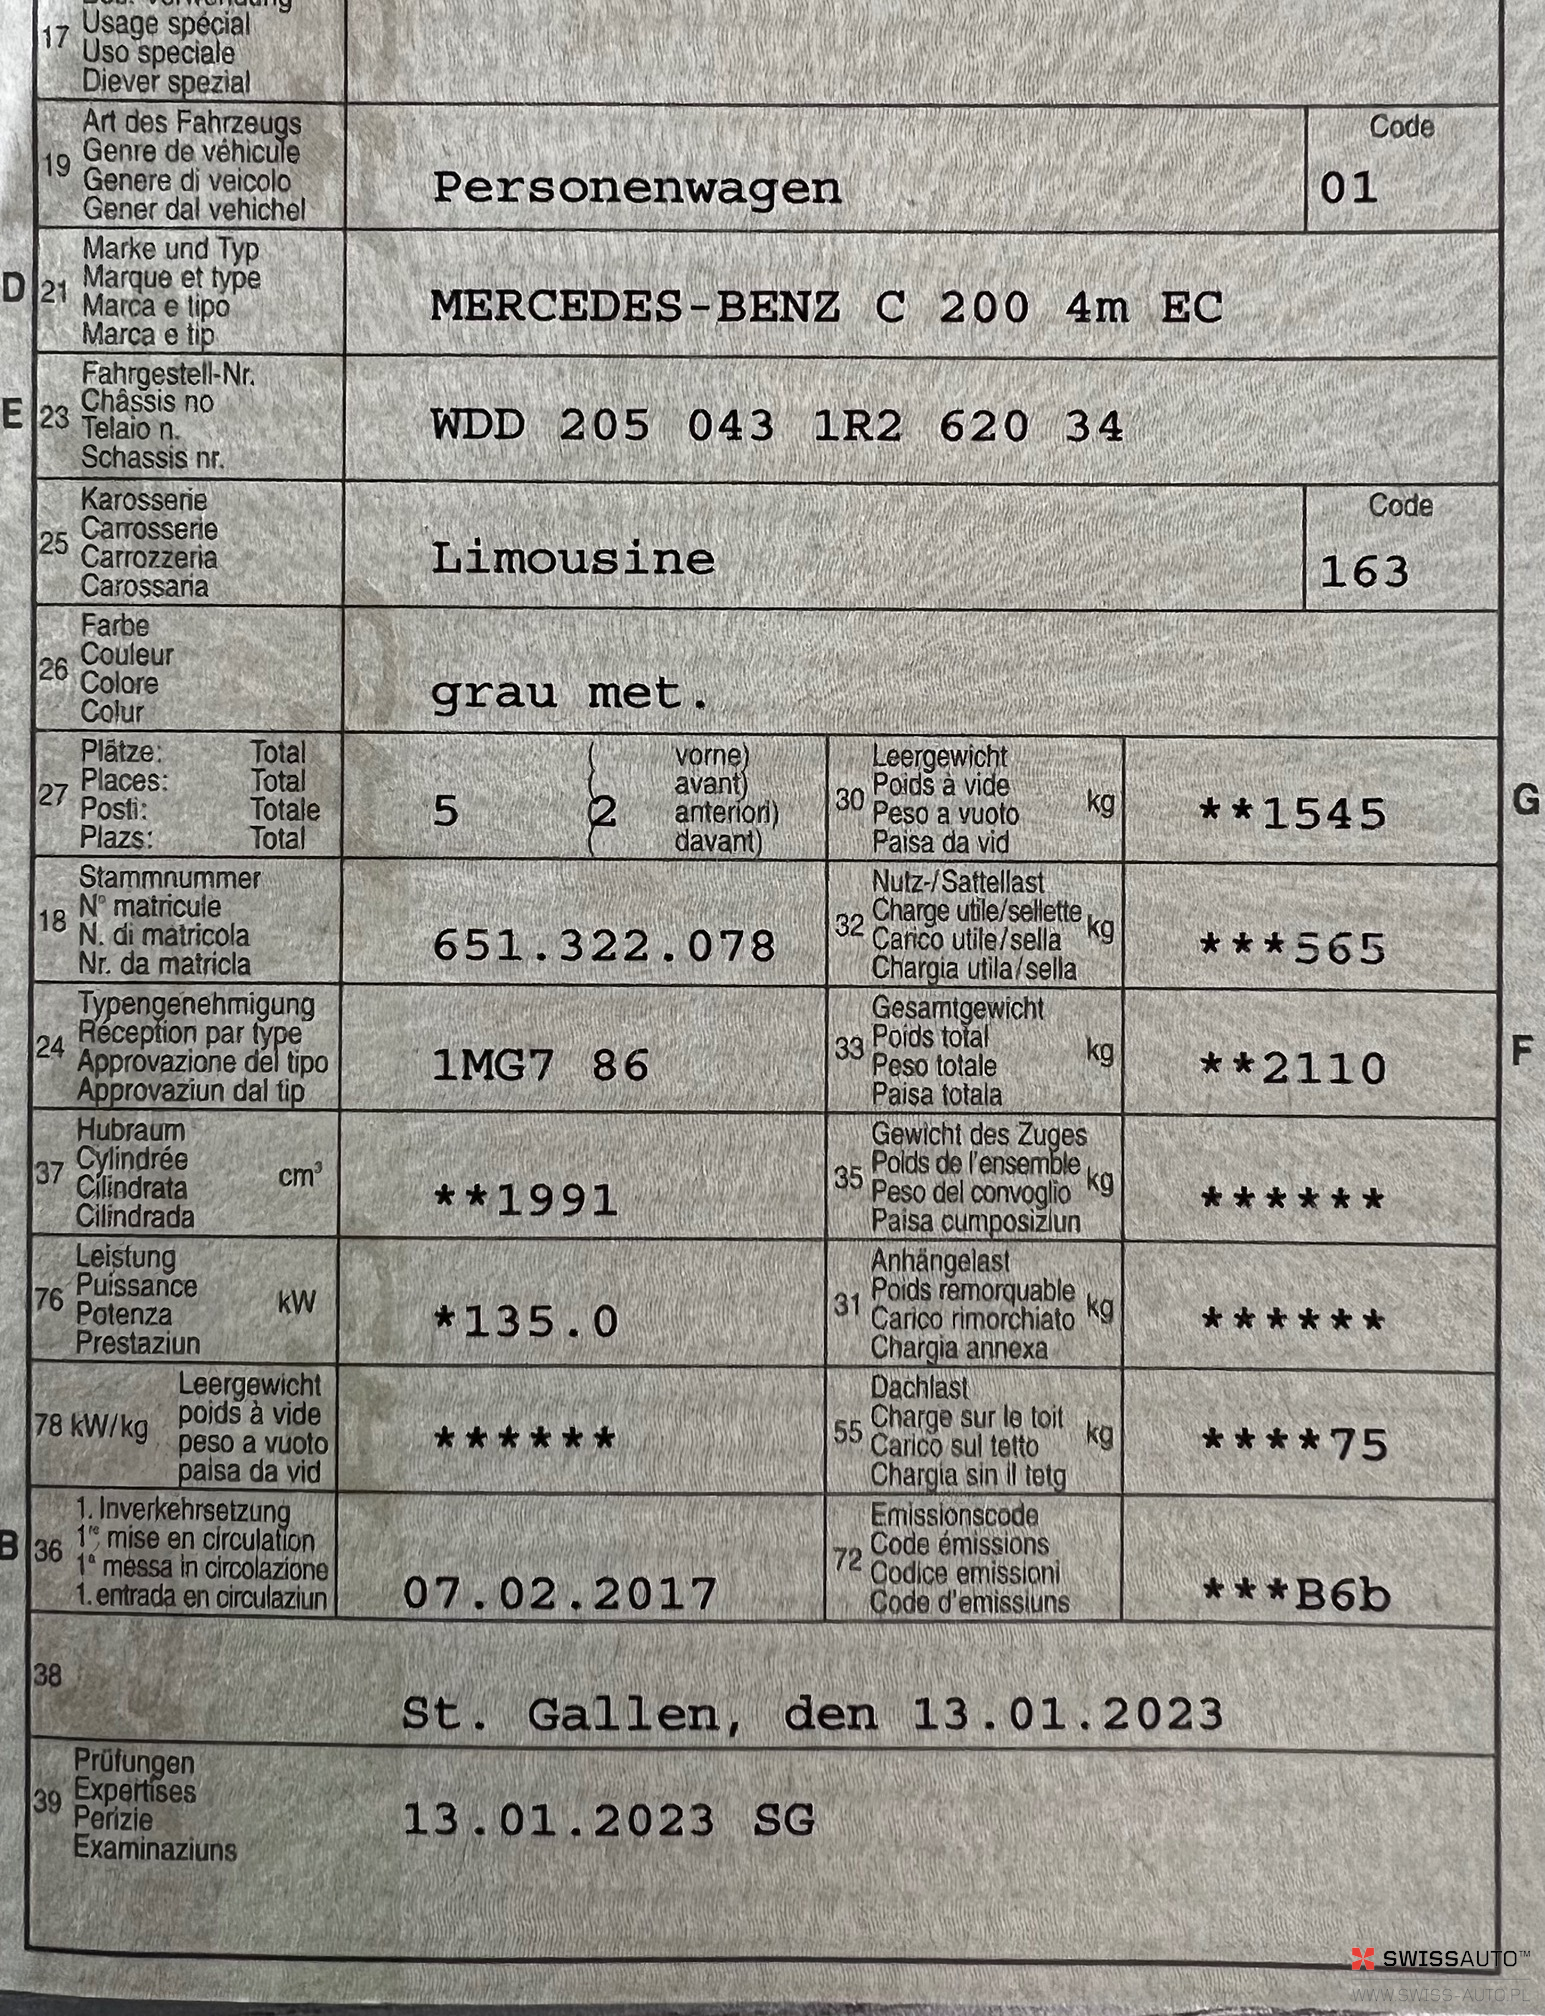 17 Usage spécial
Uso speciale
Diever spezial
19 Art des Fahrzeugs
Genre de véhicule
Genere di veicolo
Gener dal vehichel
Personenwagen
Code
01
D 21 Marke und Typ
Marque et type
Marca e tipo
Marca e tip
MERCEDES-BENZ C 200 4m EC
E 23 Fahrgestell-Nr.
Châssis no
Telaio n.
Schassis nr.
WDD 205 043 1R2 620 34
25 Karosserie
Carrosserie
Carrozzeria
Carossaria
Limousine
Code
163
26 Farbe
Couleur
Colore
Colur
grau met.
27 Plätze: Total
Places: Total
Posti: Totale
Plazs: Total
5 ( 2 vorne)
avant)
anteriori)
davant)
30 Leergewicht
Poids à vide
Peso a vuoto
Paisa da vid
kg
**1545
G
18 Stammnummer
N° matricule
N. di matricola
Nr. da matricla
651.322.078
32 Nutz-/Sattellast
Charge utile/sellette
Carico utile/sella
Chargia utila/sella
kg
***565
24 Typengenehmigung
Réception par type
Approvazione del tipo
Approvaziun dal tip
1MG7 86
33 Gesamtgewicht
Poids total
Peso totale
Paisa totala
kg
**2110
F
37 Hubraum
Cylindrée
Cilindrata
Cilindrada
cm³
**1991
35 Gewicht des Zuges
Poids de l'ensemble
Peso del convoglio
Paisa cumposiziun
kg
******
76 Leistung
Puissance
Potenza
Prestaziun
kW
*135.0
31 Anhängelast
Poids remorquable
Carico rimorchiato
Chargia annexa
kg
******
78 kW/kg
Leergewicht
poids à vide
peso a vuoto
paisa da vid
******
55 Dachlast
Charge sur le toit
Carico sul tetto
Chargia sin il tetg
kg
****75
B 36 1. Inverkehrsetzung
1re mise en circulation
1a messa in circolazione
1. entrada en circulaziun
07.02.2017
72 Emissionscode
Code émissions
Codice emissioni
Code d'emissiuns
***B6b
38
St. Gallen, den 13.01.2023
39 Prüfungen
Expertises
Perizie
Examinaziuns
13.01.2023 SG
SWISSAUTO™
WWW.SWISS-AUTO.PL